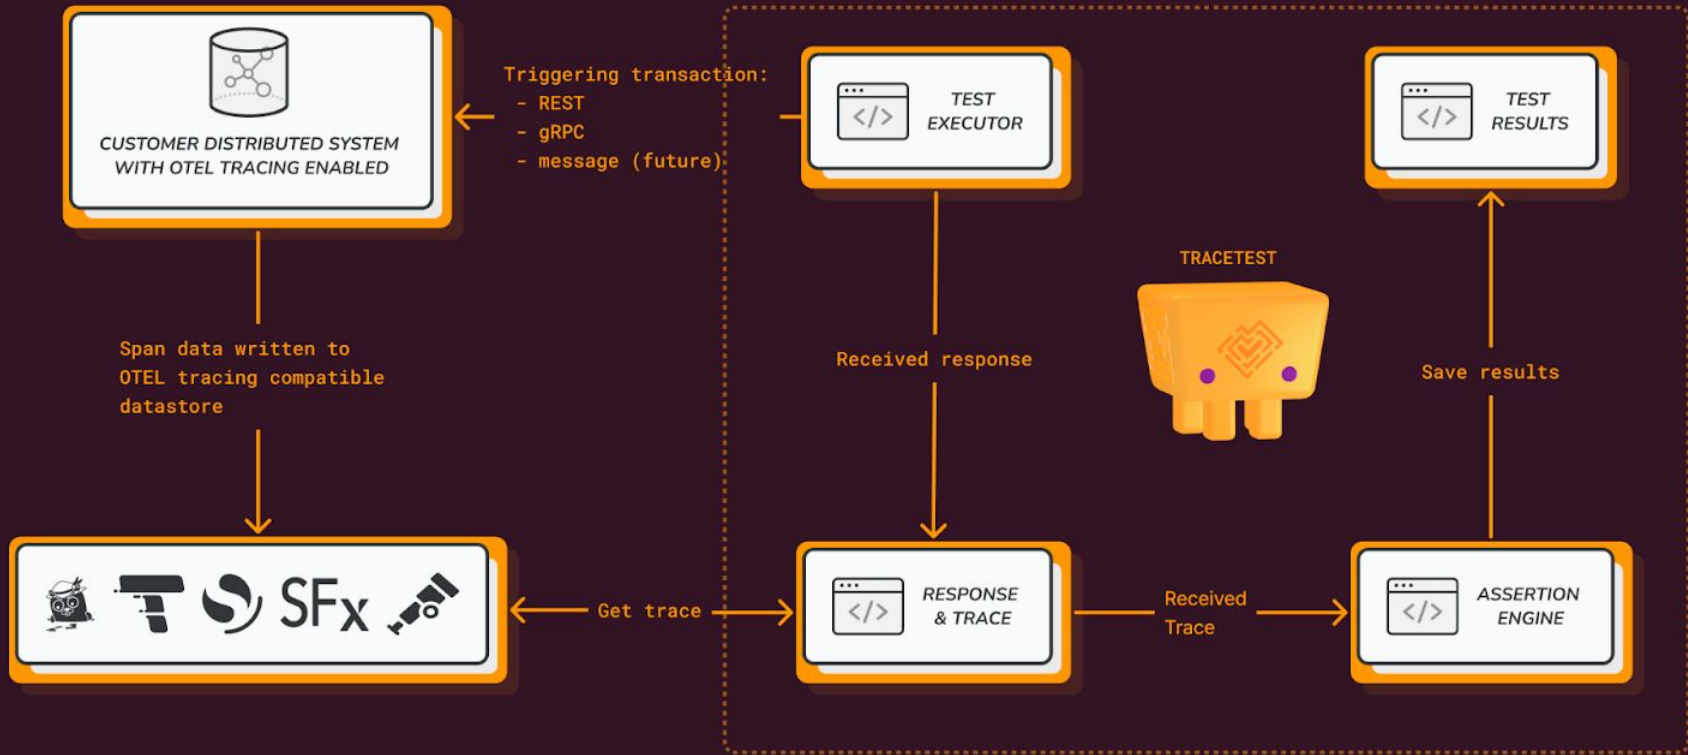 CUSTOMER DISTRIBUTED SYSTEM
WITH OTEL TRACING ENABLED
Triggering transaction:
- REST
- gRPC
- message (future)
</>
TEST
EXECUTOR
</>
TEST
RESULTS
Span data written to
OTEL tracing compatible
datastore
Received response
TRACETEST
Save results
SFx
Get trace
</>
RESPONSE
& TRACE
Received
Trace
</>
ASSERTION
ENGINE